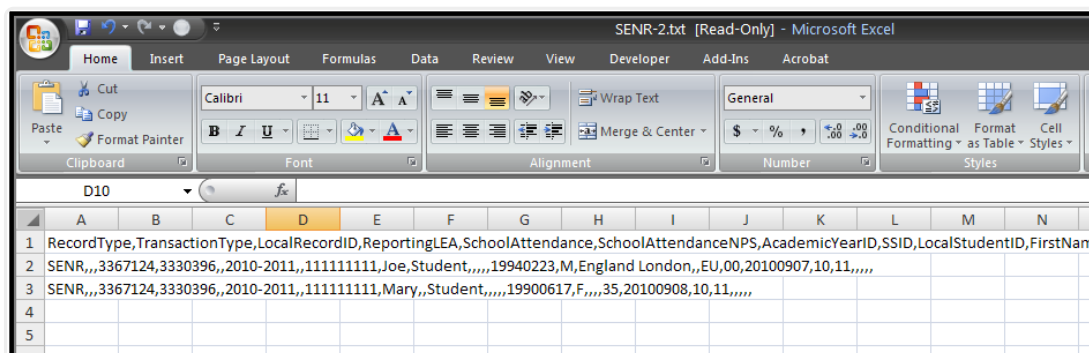 SENR-2.txt [Read-Only] - Microsoft Excel
Home Insert Page Layout Formulas Data Review View Developer Add-Ins Acrobat
Cut
Copy
Format Painter
Paste
Clipboard
Calibri 11 A A
B I U A
Font
Wrap Text
Merge & Center
Alignment
General
$ % , .0 .00 .00 .0
Number
Conditional Formatting
Format as Table
Cell Styles
Styles
D10 fx
A B C D E F G H I J K L M N
1 RecordType,TransactionType,LocalRecordID,ReportingLEA,SchoolAttendance,SchoolAttendanceNPS,AcademicYearID,SSID,LocalStudentID,FirstNam
2 SENR,,,3367124,3330396,,2010-2011,,111111111,Joe,Student,,,,,19940223,M,England London,,EU,00,20100907,10,11,,,,,
3 SENR,,,3367124,3330396,,2010-2011,,111111111,Mary,,Student,,,,,19900617,F,,,,35,20100908,10,11,,,,,
4
5